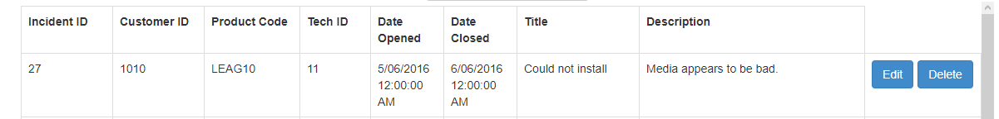 Incident ID Customer ID Product Code Tech ID Date Opened Date Closed Title Description
27 1010 LEAG10 11 5/06/2016 12:00:00 AM 6/06/2016 12:00:00 AM Could not install Media appears to be bad. Edit Delete